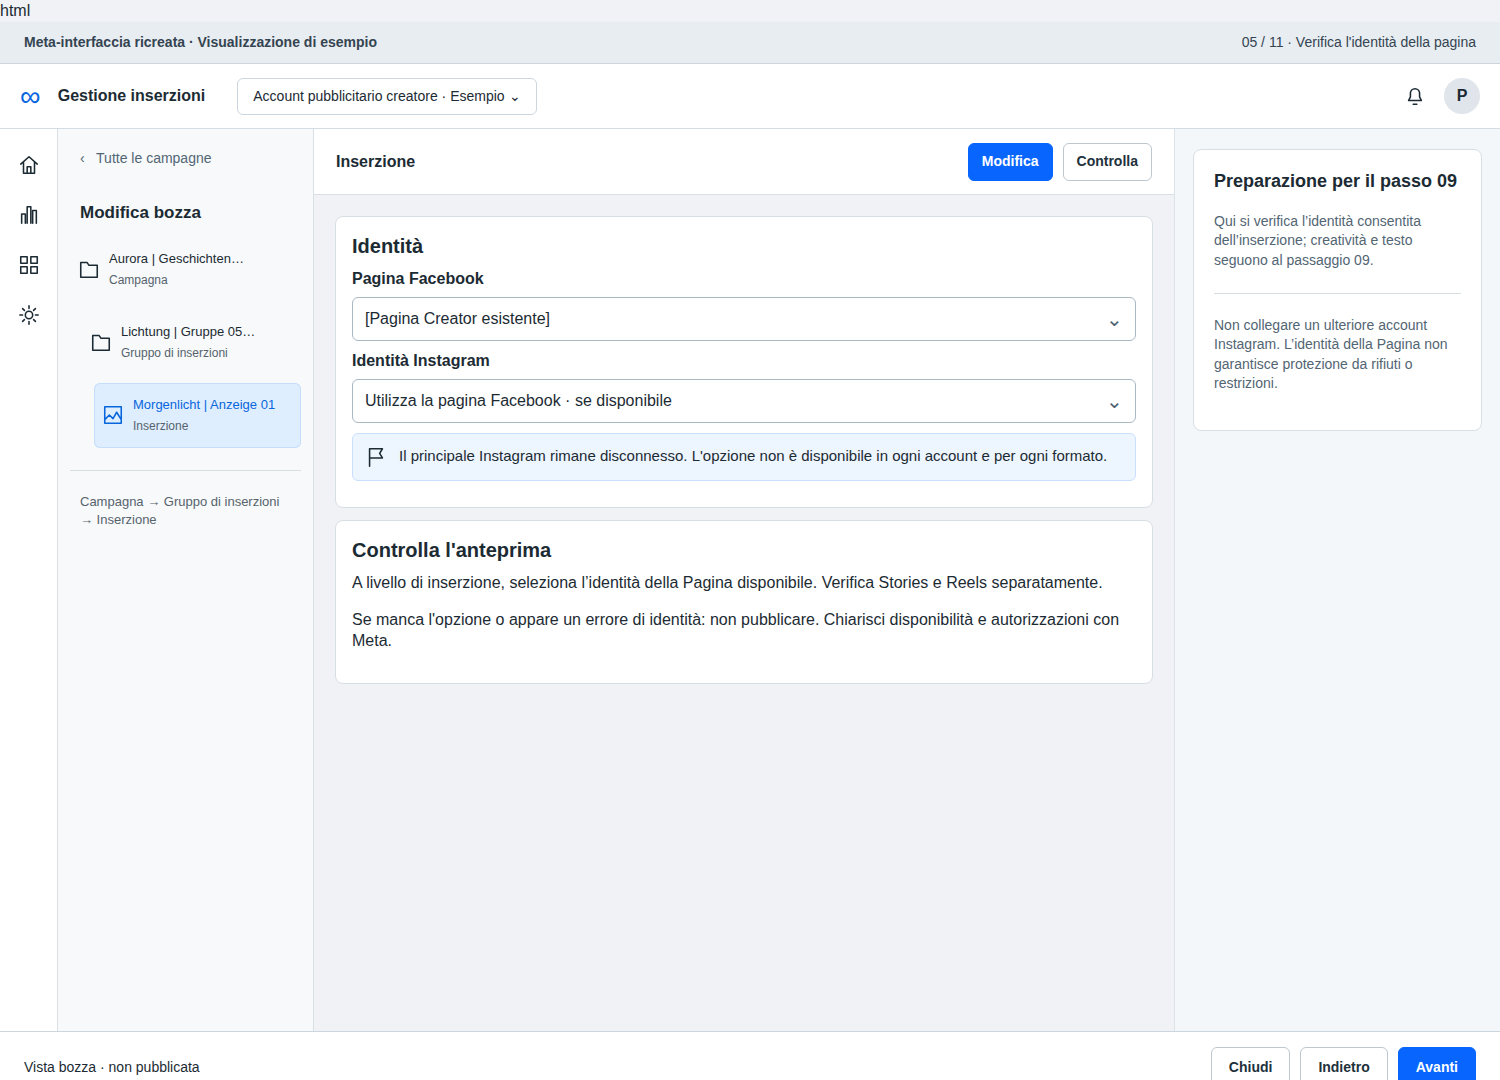 html
Meta-interfaccia ricreata · Visualizzazione di esempio
05 / 11 · Verifica l'identità della pagina
Gestione inserzioni
Account pubblicitario creatore · Esempio
P
‹ Tutte le campagne
Modifica bozza
Aurora | Geschichten…
Campagna
Lichtung | Gruppe 05…
Gruppo di inserzioni
Morgenlicht | Anzeige 01
Inserzione
Campagna → Gruppo di inserzioni
→ Inserzione
Inserzione
Modifica
Controlla
Identità
Pagina Facebook
[Pagina Creator esistente]
Identità Instagram
Utilizza la pagina Facebook · se disponibile
Il principale Instagram rimane disconnesso. L'opzione non è disponibile in ogni account e per ogni formato.
Controlla l'anteprima
A livello di inserzione, seleziona l’identità della Pagina disponibile. Verifica Stories e Reels separatamente.
Se manca l'opzione o appare un errore di identità: non pubblicare. Chiarisci disponibilità e autorizzazioni con
Meta.
Preparazione per il passo 09
Qui si verifica l’identità consentita
dell’inserzione; creatività e testo
seguono al passaggio 09.
Non collegare un ulteriore account
Instagram. L’identità della Pagina non
garantisce protezione da rifiuti o
restrizioni.
Vista bozza · non pubblicata
Chiudi
Indietro
Avanti